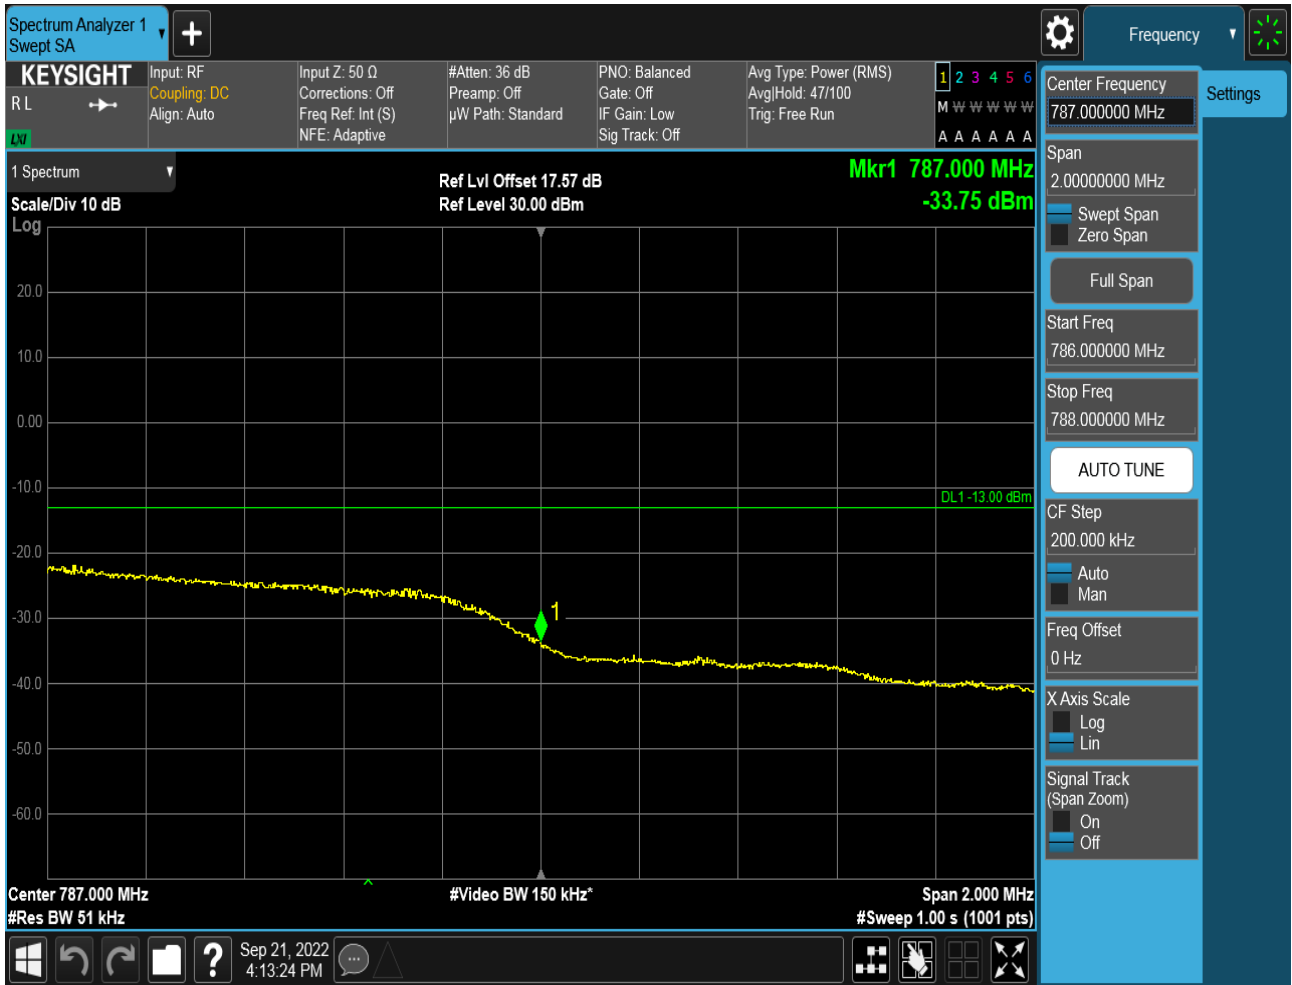 Spectrum Analyzer 1
Swept SA
Frequency
KEYSIGHT
R L
LXI
Input: RF
Coupling: DC
Align: Auto
Input Z: 50 Ω
Corrections: Off
Freq Ref: Int (S)
NFE: Adaptive
#Atten: 36 dB
Preamp: Off
µW Path: Standard
PNO: Balanced
Gate: Off
IF Gain: Low
Sig Track: Off
Avg Type: Power (RMS)
Avg|Hold: 47/100
Trig: Free Run
1 2 3 4 5 6
M W W W W W
A A A A A A
1 Spectrum
Scale/Div 10 dB
Log
Ref Lvl Offset 17.57 dB
Ref Level 30.00 dBm
Mkr1 787.000 MHz
-33.75 dBm
20.0
10.0
0.00
-10.0
DL1 -13.00 dBm
-20.0
-30.0
1
-40.0
-50.0
-60.0
Center 787.000 MHz
#Video BW 150 kHz*
Span 2.000 MHz
#Res BW 51 kHz
#Sweep 1.00 s (1001 pts)
Center Frequency
787.000000 MHz
Settings
Span
2.00000000 MHz
Swept Span
Zero Span
Full Span
Start Freq
786.000000 MHz
Stop Freq
788.000000 MHz
AUTO TUNE
CF Step
200.000 kHz
Auto
Man
Freq Offset
0 Hz
X Axis Scale
Log
Lin
Signal Track
(Span Zoom)
On
Off
?
Sep 21, 2022
4:13:24 PM